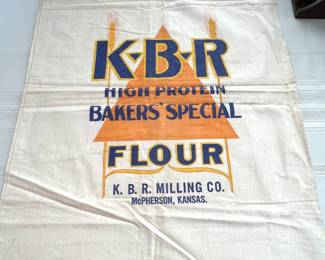 K·B·R
HIGH PROTEIN
BAKERS' SPECIAL
FLOUR
K. B. R. MILLING CO.
McPHERSON, KANSAS.